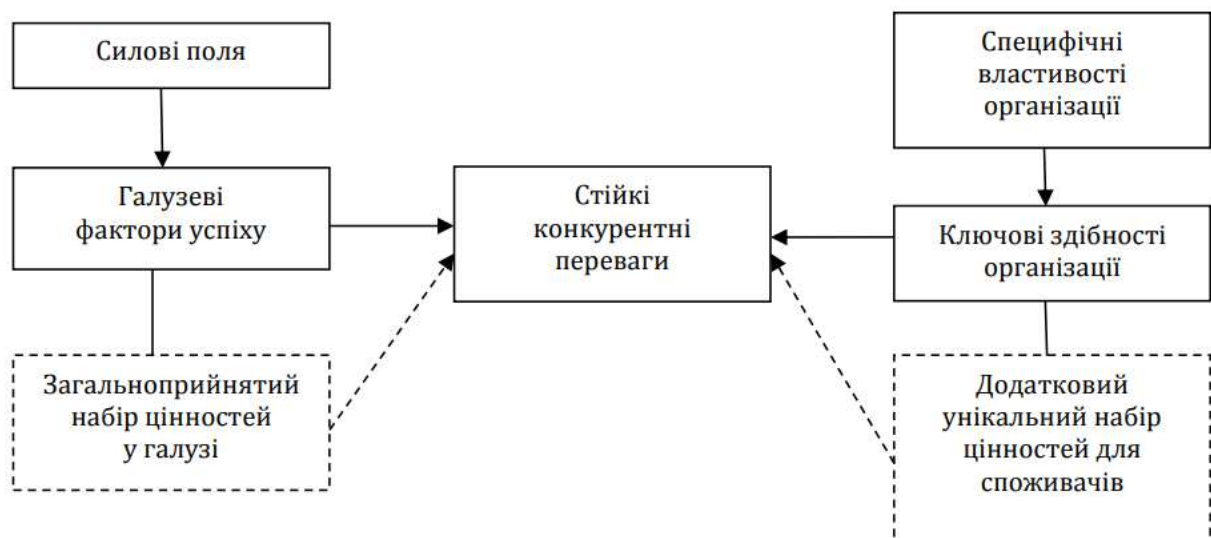 Силові поля
Специфічні
властивості
організації
Галузеві
фактори успіху
Стійкі
конкурентні
переваги
Ключові здібності
організації
Загальноприйнятий
набір цінностей
у галузі
Додатковий
унікальний набір
цінностей для
споживачів